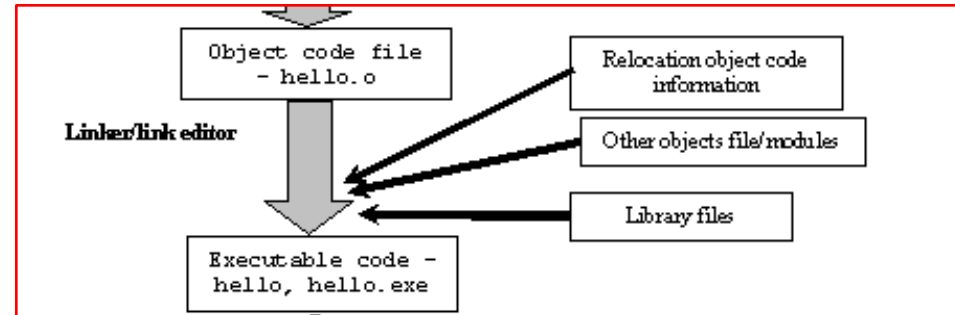 Object code file
- hello.o
Relocation object code
information
Linker/link editor
Other objects file/modules
Library files
Executable code -
hello, hello.exe